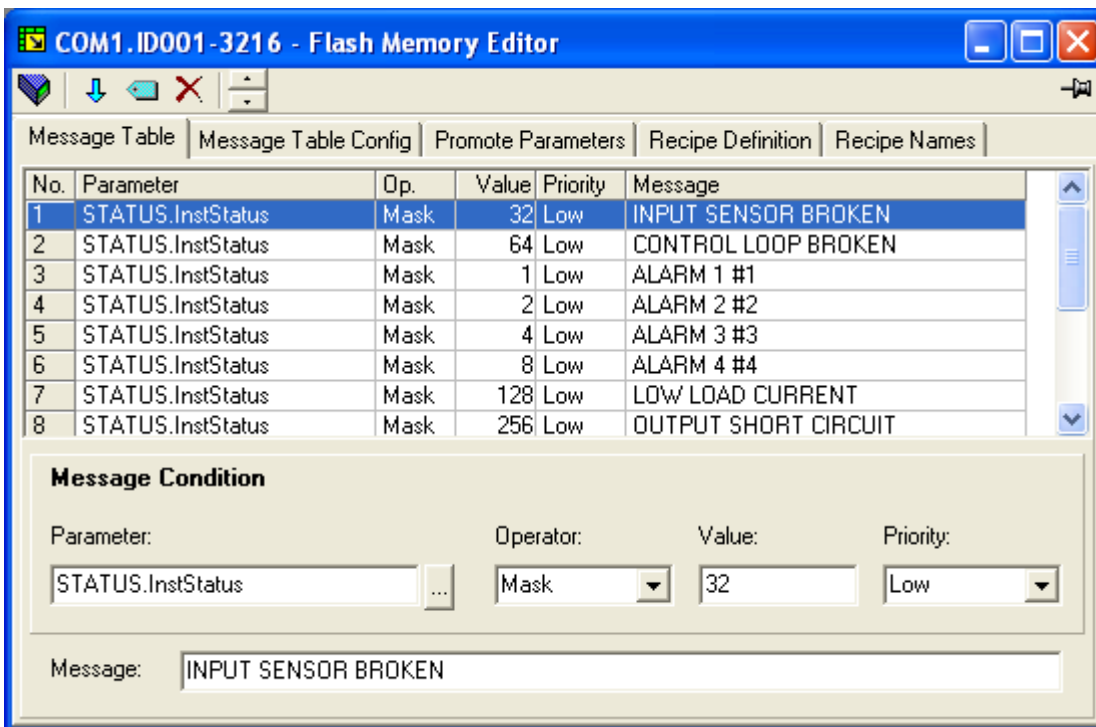 COM1.ID001-3216 - Flash Memory Editor
Message Table Message Table Config Promote Parameters Recipe Definition Recipe Names
No. Parameter Op. Value Priority Message
1 STATUS.InstStatus Mask 32 Low INPUT SENSOR BROKEN
2 STATUS.InstStatus Mask 64 Low CONTROL LOOP BROKEN
3 STATUS.InstStatus Mask 1 Low ALARM 1 #1
4 STATUS.InstStatus Mask 2 Low ALARM 2 #2
5 STATUS.InstStatus Mask 4 Low ALARM 3 #3
6 STATUS.InstStatus Mask 8 Low ALARM 4 #4
7 STATUS.InstStatus Mask 128 Low LOW LOAD CURRENT
8 STATUS.InstStatus Mask 256 Low OUTPUT SHORT CIRCUIT
Message Condition
Parameter: Operator: Value: Priority:
STATUS.InstStatus ... Mask 32 Low
Message: INPUT SENSOR BROKEN